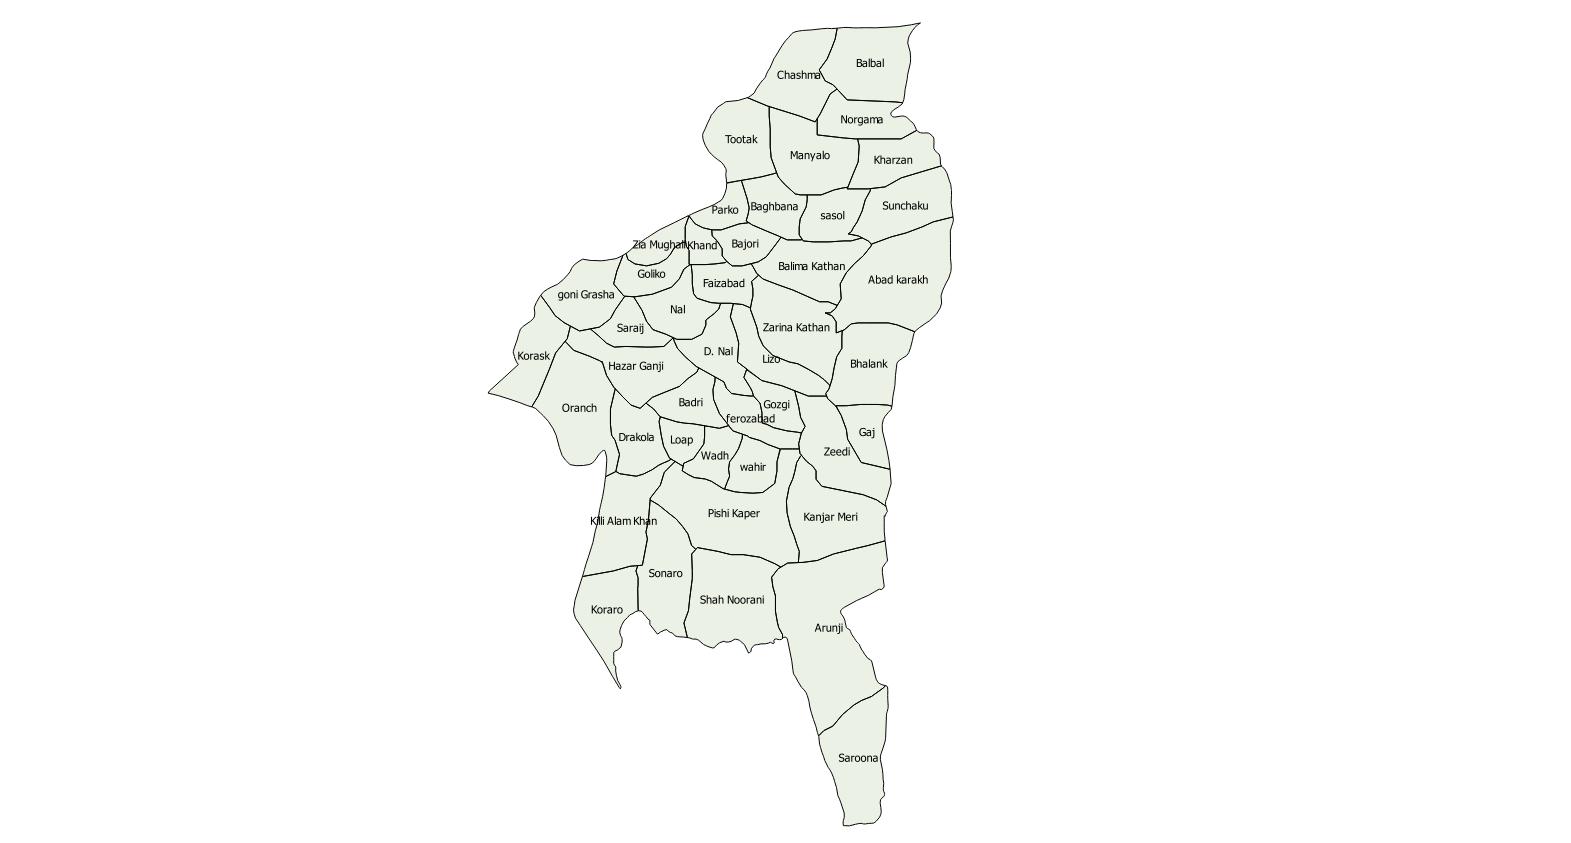 Balbal
Chashma
Norgama
Tootak
Manyalo
Kharzan
Sunchaku
Baghbana
Parko
sasol
Zia Mughali
Khand
Bajori
Balima Kathan
Goliko
Abad karakh
Faizabad
goni Grasha
Nal
Saraij
Zarina Kathan
D. Nal
Korask
Lizo
Bhalank
Hazar Ganji
Badri
Gozgi
Oranch
ferozabad
Gaj
Drakola
Loap
Zeedi
Wadh
wahir
Pishi Kaper
Kanjar Meri
Killi Alam Khan
Sonaro
Shah Noorani
Koraro
Arunji
Saroona